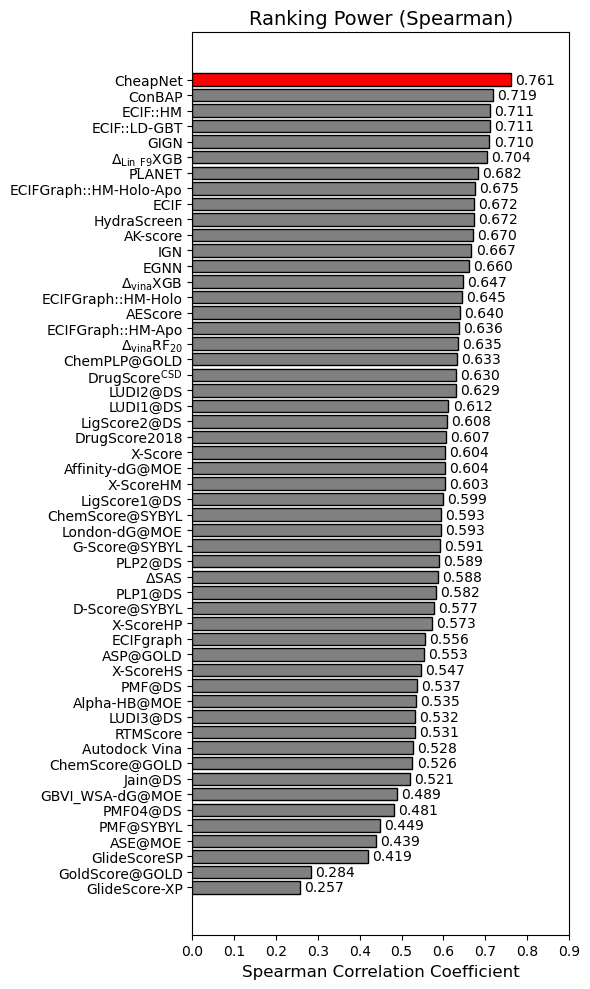 Ranking Power (Spearman)
CheapNet 0.761
ConBAP 0.719
ECIF::HM 0.711
ECIF::LD-GBT 0.711
GIGN 0.710
Δ_Lin_F9XGB 0.704
PLANET 0.682
ECIFGraph::HM-Holo-Apo 0.675
ECIF 0.672
HydraScreen 0.672
AK-score 0.670
IGN 0.667
EGNN 0.660
Δ_vinaXGB 0.647
ECIFGraph::HM-Holo 0.645
AEScore 0.640
ECIFGraph::HM-Apo 0.636
Δ_vinaRF_20 0.635
ChemPLP@GOLD 0.633
DrugScore^CSD 0.630
LUDI2@DS 0.629
LUDI1@DS 0.612
LigScore2@DS 0.608
DrugScore2018 0.607
X-Score 0.604
Affinity-dG@MOE 0.604
X-ScoreHM 0.603
LigScore1@DS 0.599
ChemScore@SYBYL 0.593
London-dG@MOE 0.593
G-Score@SYBYL 0.591
PLP2@DS 0.589
ΔSAS 0.588
PLP1@DS 0.582
D-Score@SYBYL 0.577
X-ScoreHP 0.573
ECIFgraph 0.556
ASP@GOLD 0.553
X-ScoreHS 0.547
PMF@DS 0.537
Alpha-HB@MOE 0.535
LUDI3@DS 0.532
RTMScore 0.531
Autodock Vina 0.528
ChemScore@GOLD 0.526
Jain@DS 0.521
GBVI_WSA-dG@MOE 0.489
PMF04@DS 0.481
PMF@SYBYL 0.449
ASE@MOE 0.439
GlideScoreSP 0.419
GoldScore@GOLD 0.284
GlideScore-XP 0.257
0.0 0.1 0.2 0.3 0.4 0.5 0.6 0.7 0.8 0.9
Spearman Correlation Coefficient